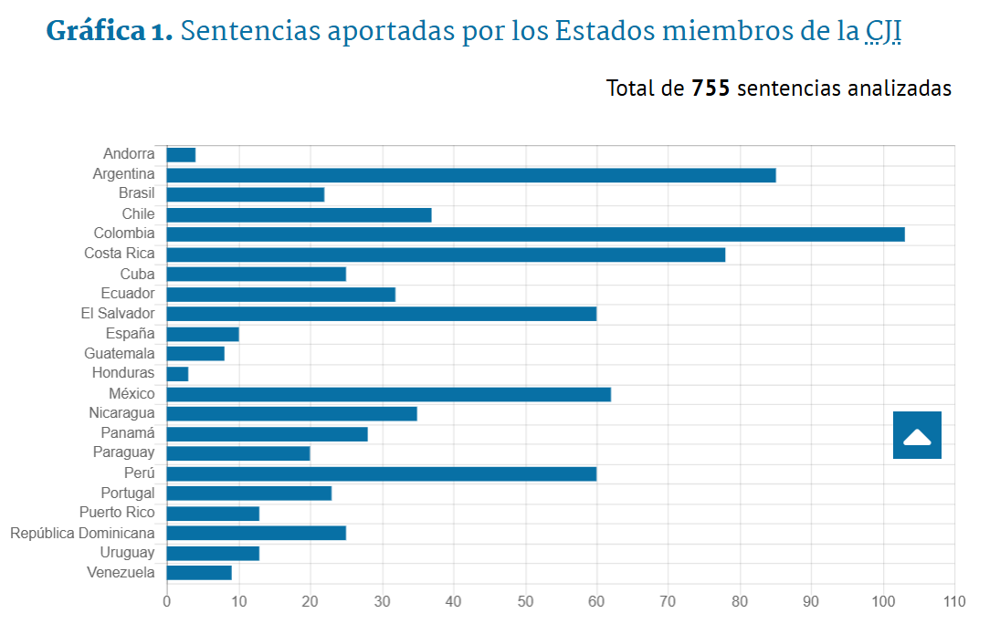 Gráfica 1. Sentencias aportadas por los Estados miembros de la CJI
Total de 755 sentencias analizadas
Andorra
Argentina
Brasil
Chile
Colombia
Costa Rica
Cuba
Ecuador
El Salvador
España
Guatemala
Honduras
México
Nicaragua
Panamá
Paraguay
Perú
Portugal
Puerto Rico
República Dominicana
Uruguay
Venezuela
0 10 20 30 40 50 60 70 80 90 100 110